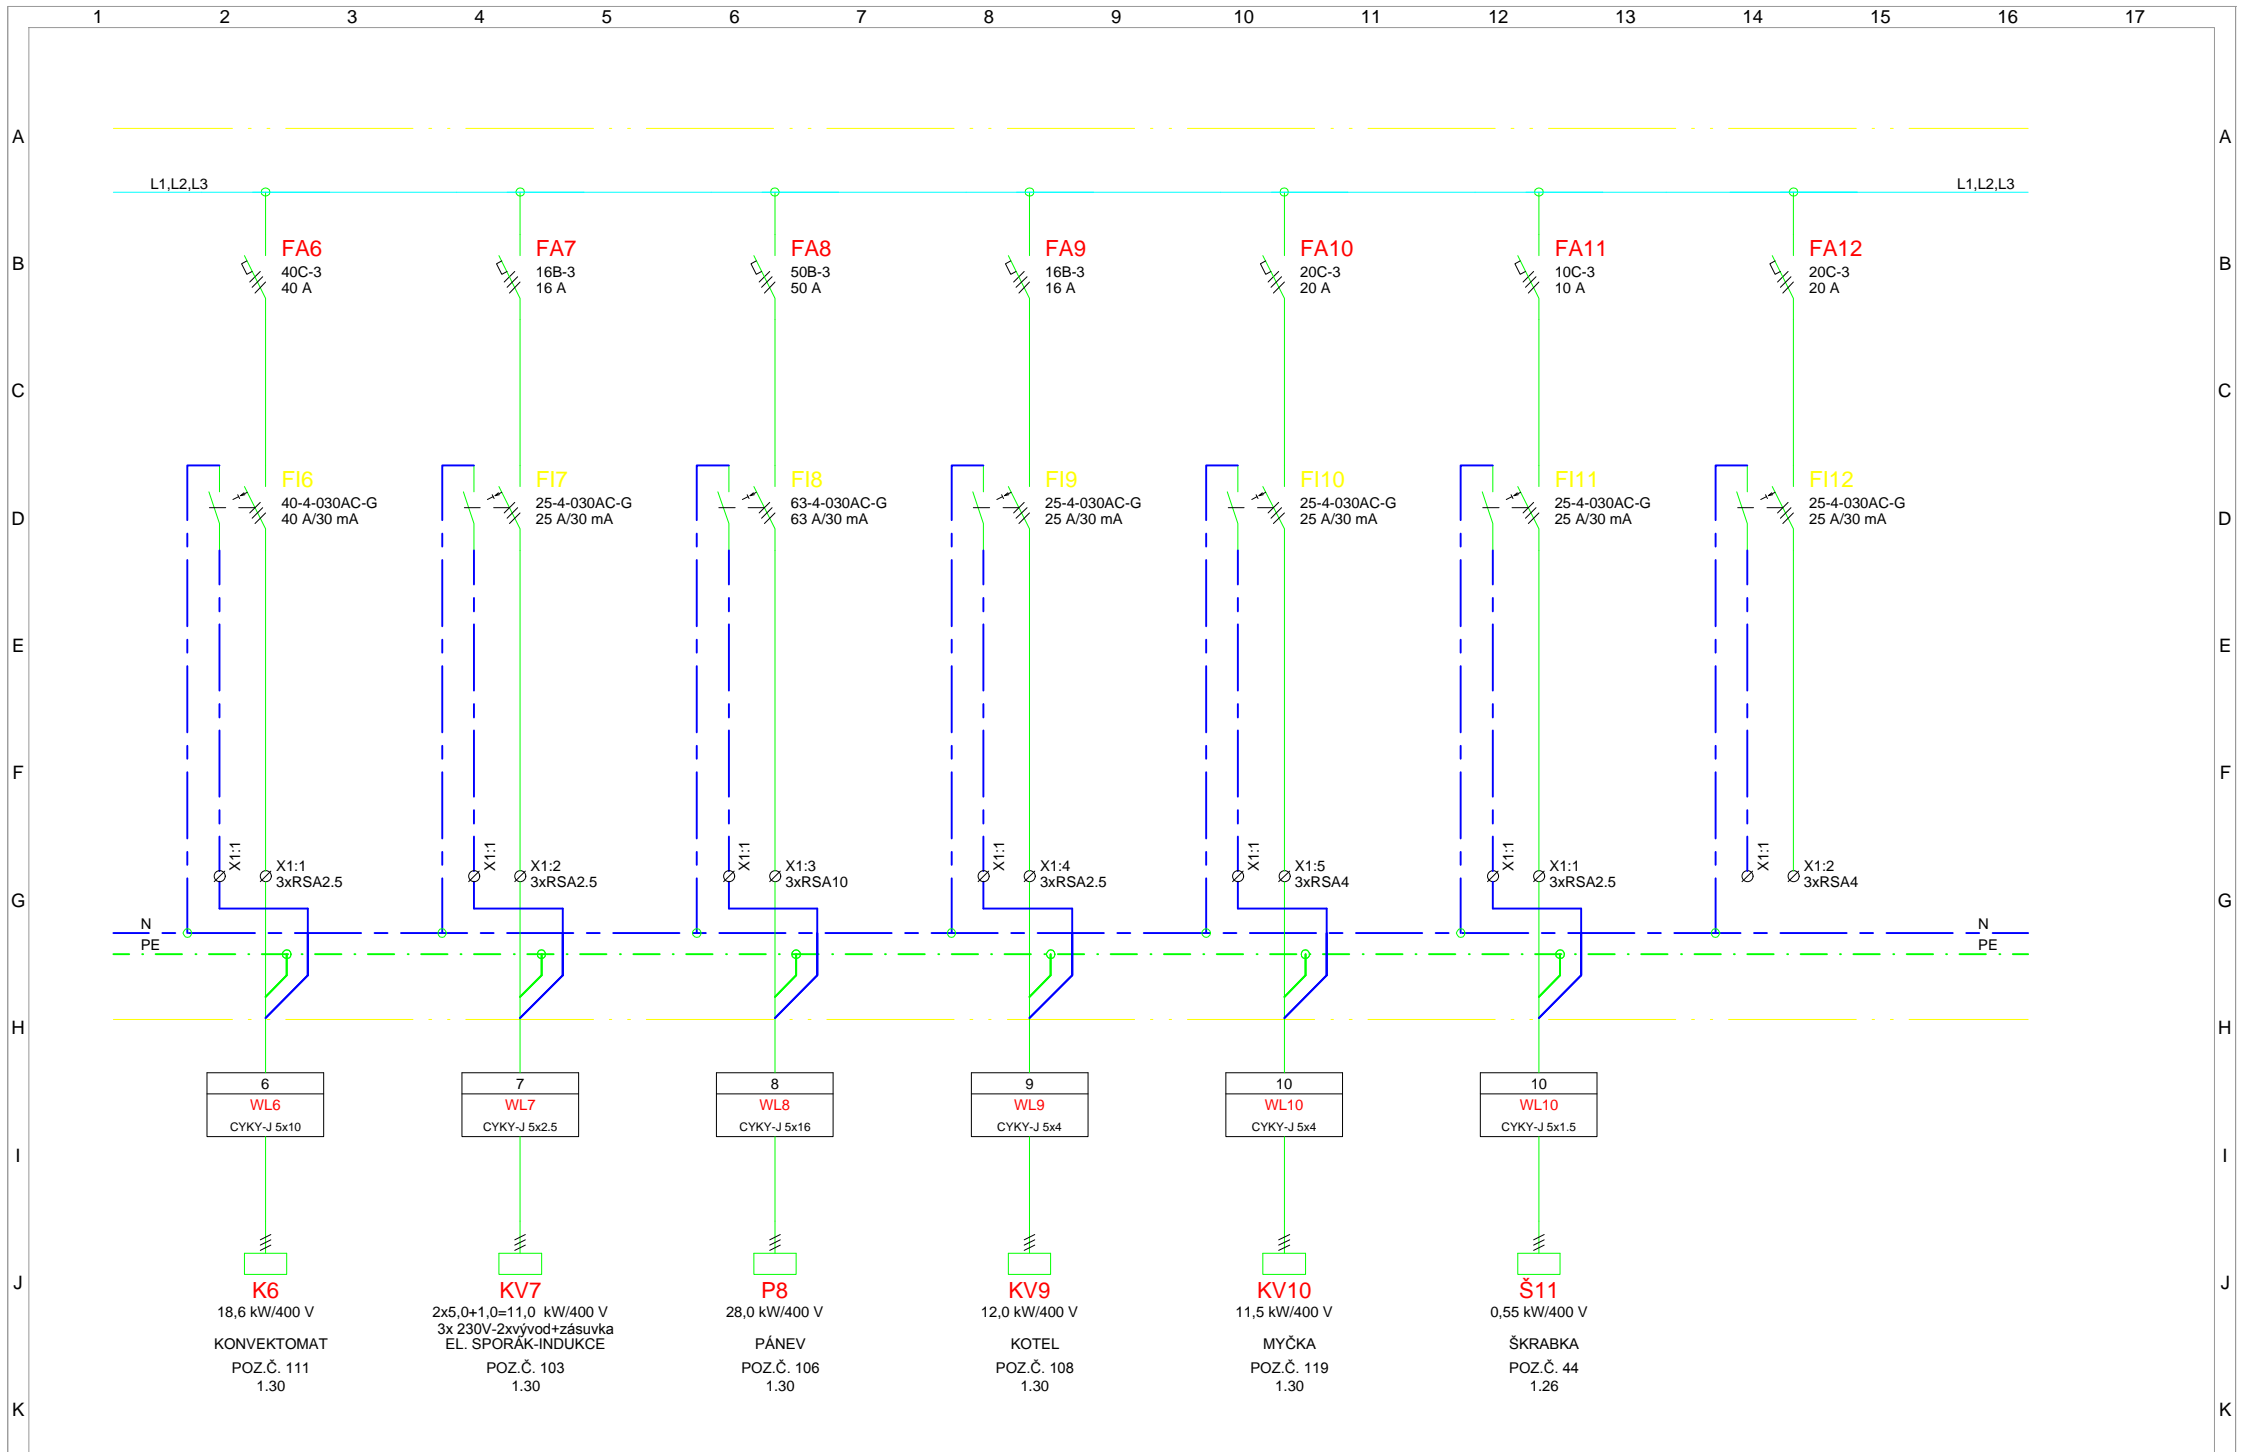 1 2 3 4 5 6 7 8 9 10 11 12 13 14 15 16 17
A A
L1,L2,L3 L1,L2,L3
FA6 FA7 FA8 FA9 FA10 FA11 FA12
B B
40C-3 16B-3 50B-3 16B-3 20C-3 10C-3 20C-3
40 A 16 A 50 A 16 A 20 A 10 A 20 A
C C
FI6 FI7 FI8 FI9 FI10 FI11 FI12
40-4-030AC-G 25-4-030AC-G 63-4-030AC-G 25-4-030AC-G 25-4-030AC-G 25-4-030AC-G 25-4-030AC-G
D D
40 A/30 mA 25 A/30 mA 63 A/30 mA 25 A/30 mA 25 A/30 mA 25 A/30 mA 25 A/30 mA
E E
F F
X1:1 X1:1 X1:1 X1:2 X1:1 X1:3 X1:1 X1:4 X1:1 X1:5 X1:1 X1:1 X1:1 X1:2
3xRSA2.5 3xRSA2.5 3xRSA10 3xRSA2.5 3xRSA4 3xRSA2.5 3xRSA4
G G
N N
PE PE
H H
6 7 8 9 10 10
WL6 WL7 WL8 WL9 WL10 WL10
CYKY-J 5x10 CYKY-J 5x2.5 CYKY-J 5x16 CYKY-J 5x4 CYKY-J 5x4 CYKY-J 5x1.5
I I
J J
K6 KV7 P8 KV9 KV10 Š11
18,6 kW/400 V 2x5,0+1,0=11,0 kW/400 V 28,0 kW/400 V 12,0 kW/400 V 11,5 kW/400 V 0,55 kW/400 V
3x 230V-2xvývod+zásuvka
KONVEKTOMAT EL. SPORÁK-INDUKCE PÁNEV KOTEL MYČKA ŠKRABKA
POZ.Č. 111 POZ.Č. 103 POZ.Č. 106 POZ.Č. 108 POZ.Č. 119 POZ.Č. 44
1.30 1.30 1.30 1.30 1.30 1.26
K K